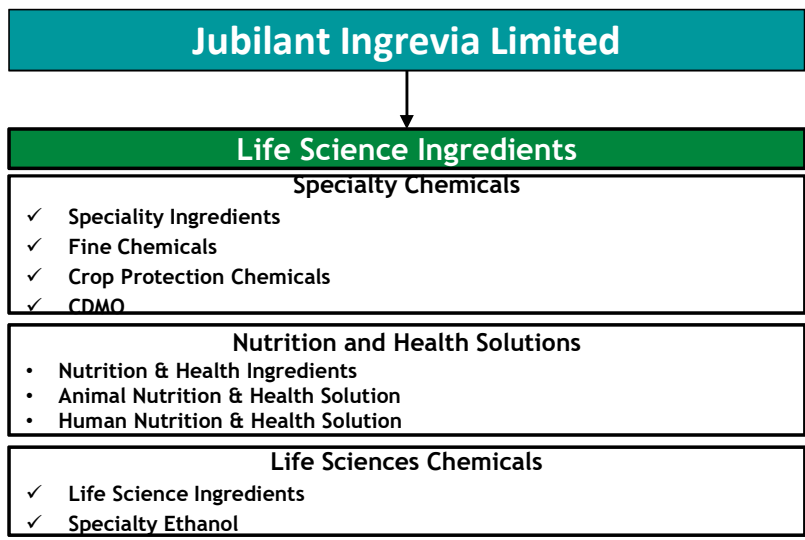 Jubilant Ingrevia Limited
Life Science Ingredients
Specialty Chemicals
✓ Speciality Ingredients
✓ Fine Chemicals
✓ Crop Protection Chemicals
✓ CDMO
Nutrition and Health Solutions
• Nutrition & Health Ingredients
• Animal Nutrition & Health Solution
• Human Nutrition & Health Solution
Life Sciences Chemicals
✓ Life Science Ingredients
✓ Specialty Ethanol